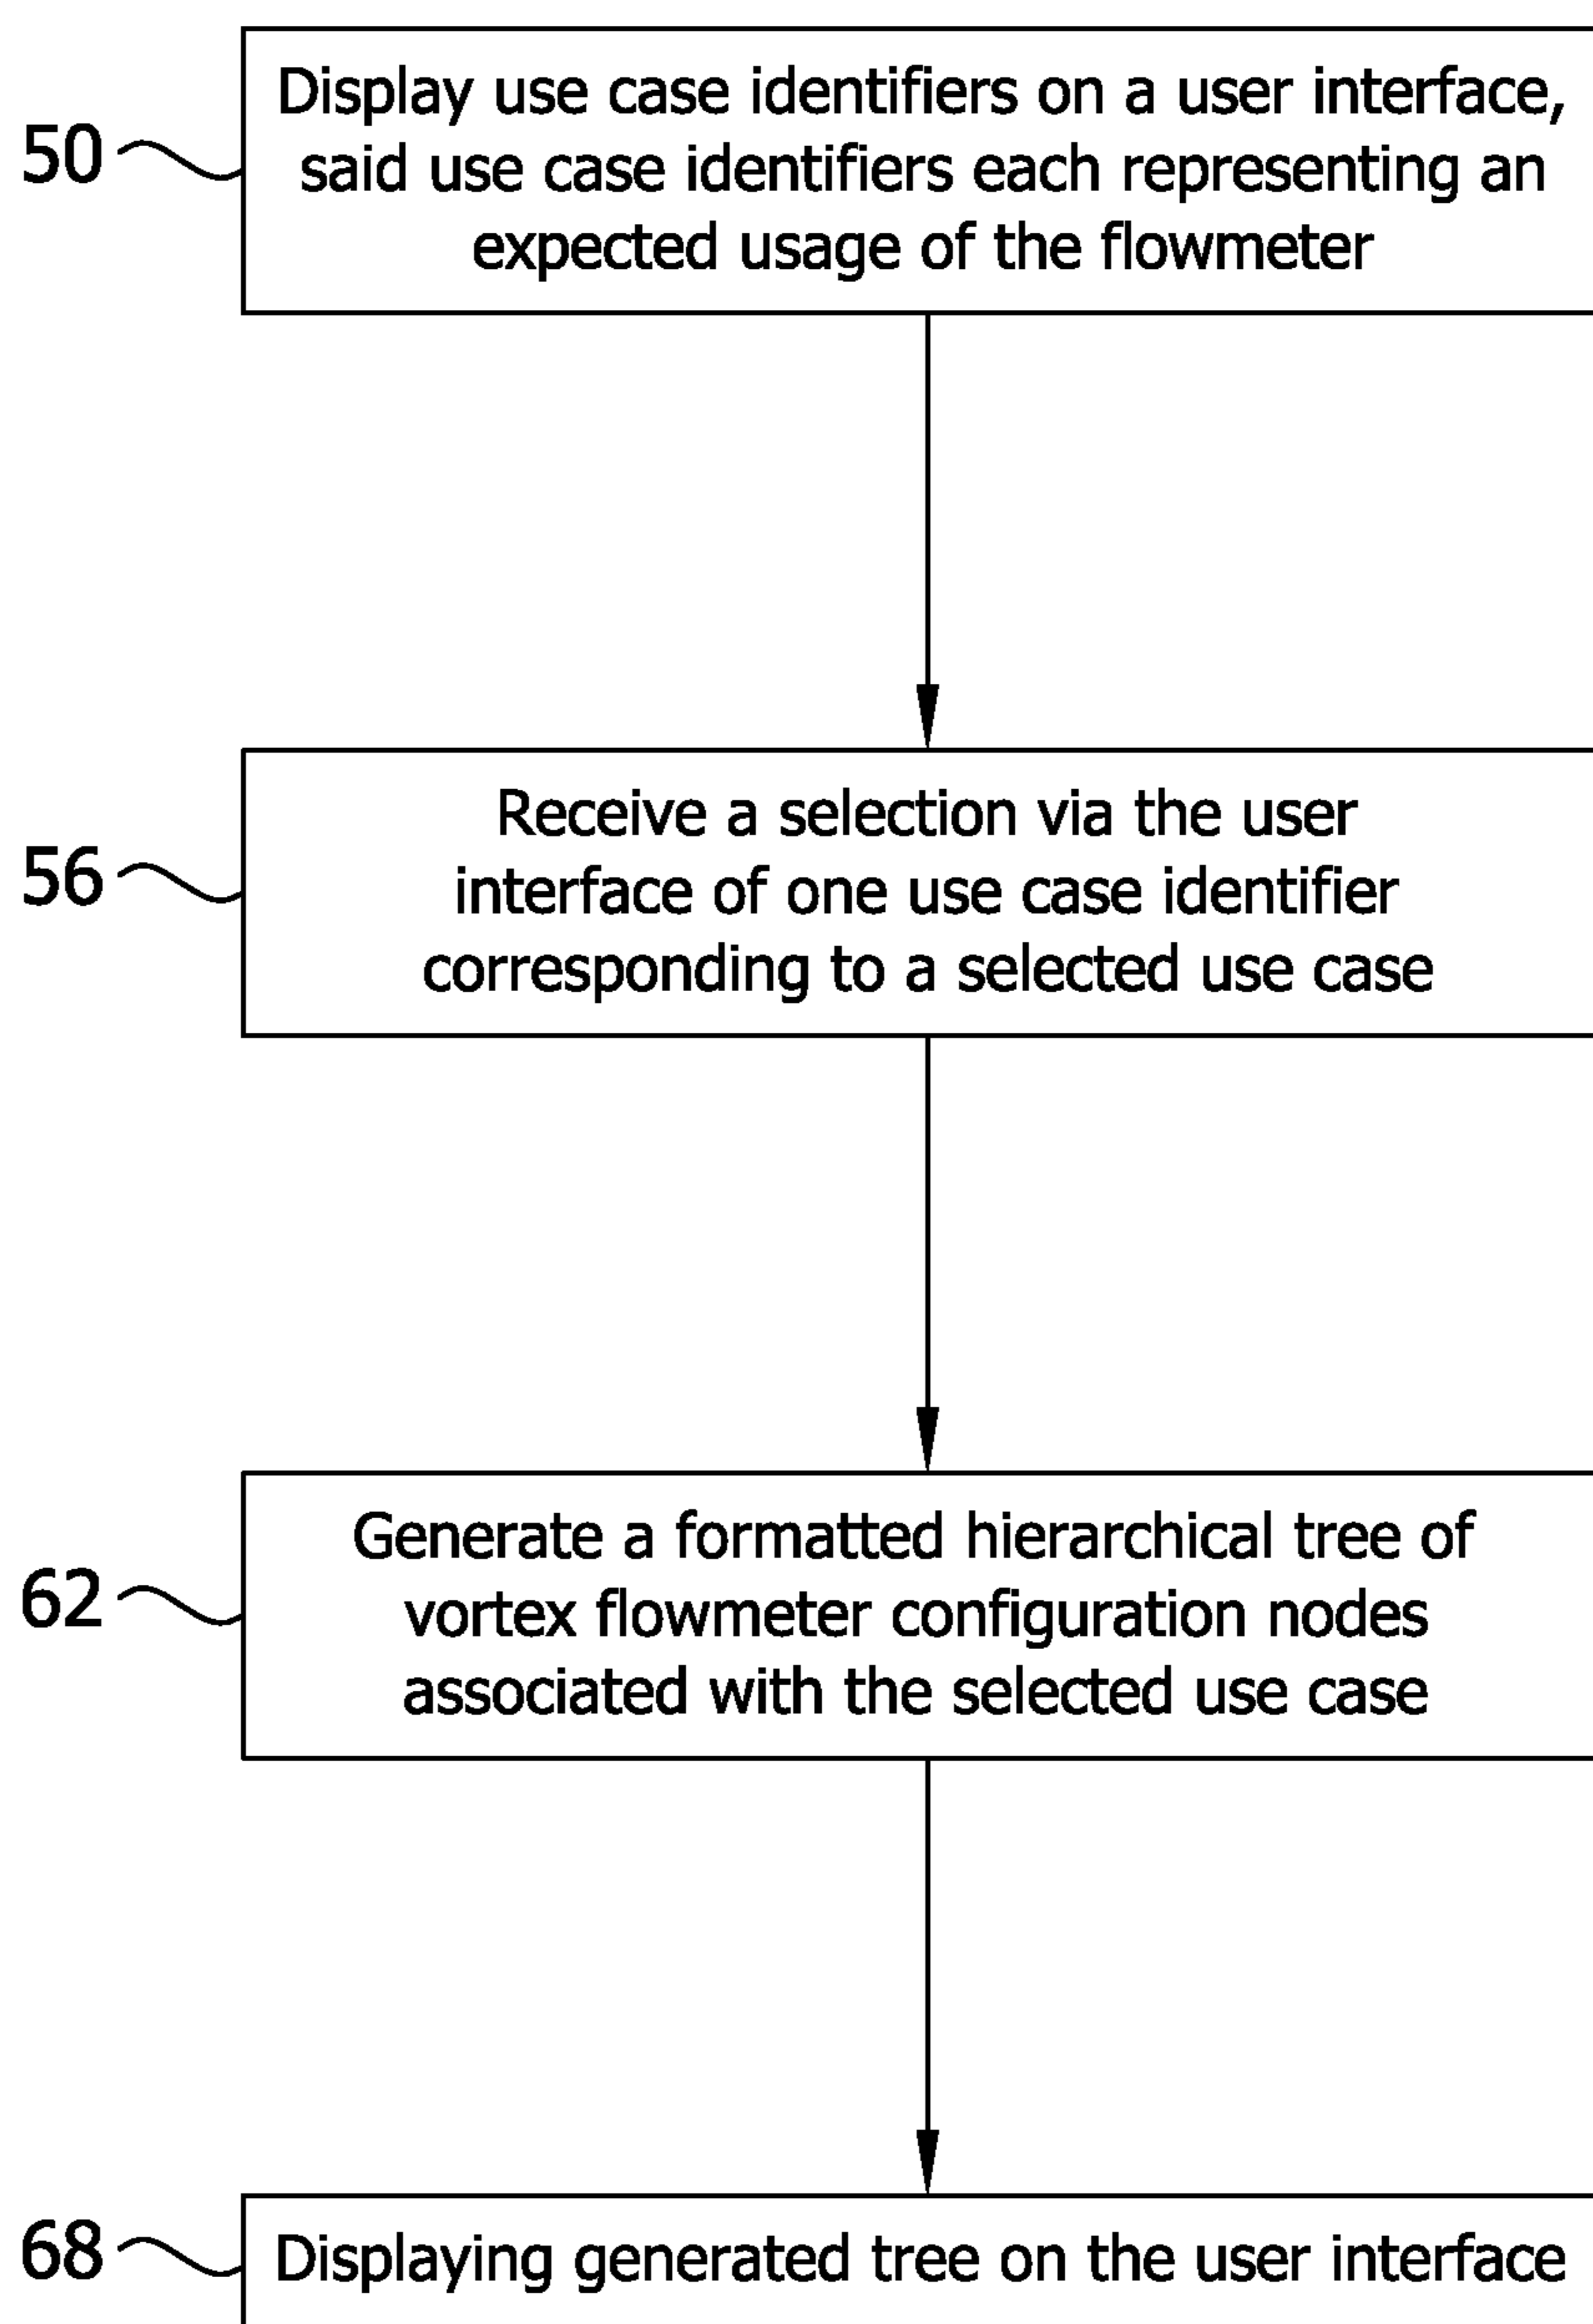 Display use case identifiers on a user interface,
50
said use case identifiers each representing an
expected usage of the flowmeter
Receive a selection via the user
56
interface of one use case identifier
corresponding to a selected use case
Generate a formatted hierarchical tree of
62
vortex flowmeter configuration nodes
associated with the selected use case
68
Displaying generated tree on the user interface